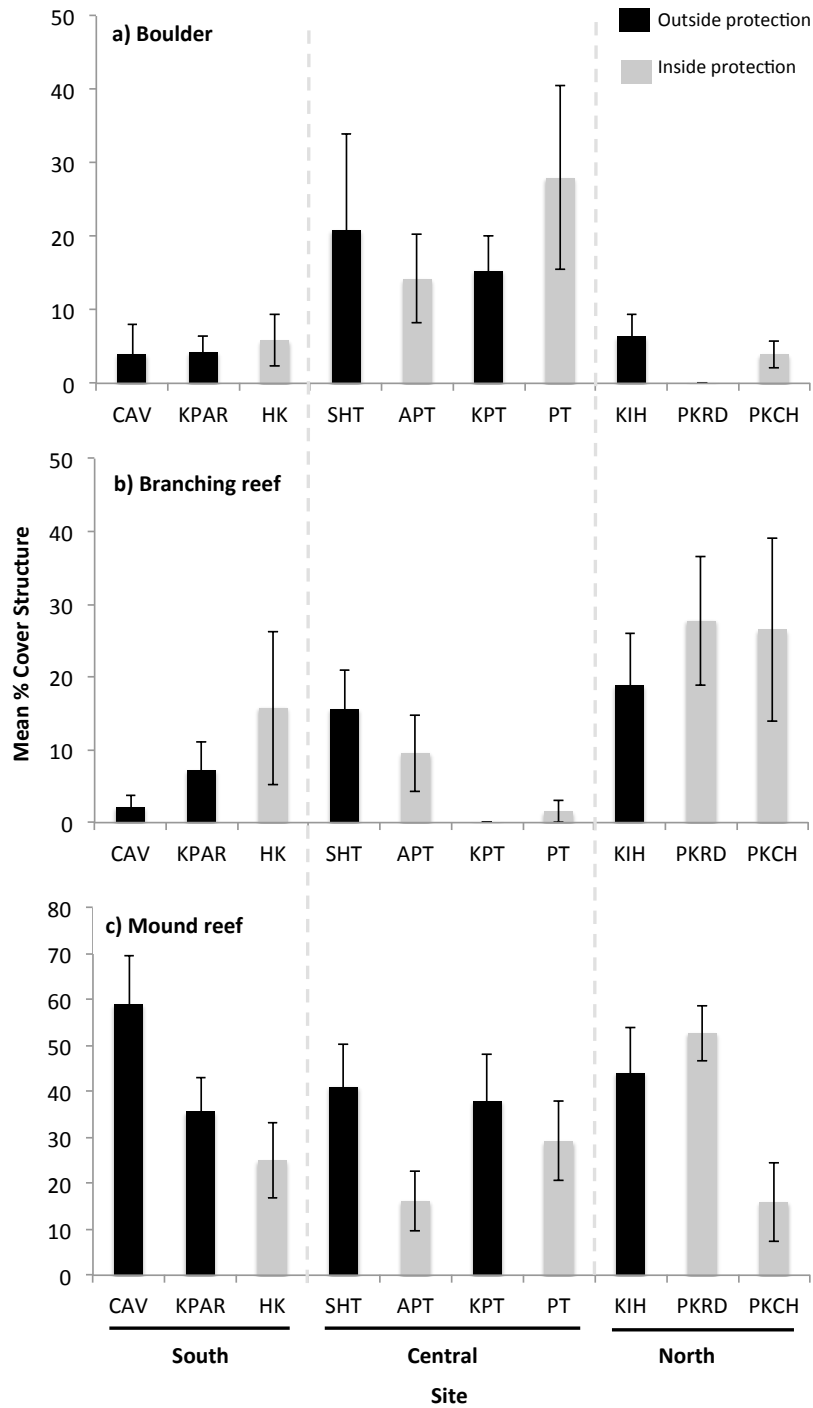 50
a) Boulder
Outside protection
Inside protection
40
30
20
10
0
CAV KPAR HK SHT APT KPT PT KIH PKRD PKCH
50
b) Branching reef
40
30
20
10
0
CAV KPAR HK SHT APT KPT PT KIH PKRD PKCH
Mean % Cover Structure
80
c) Mound reef
70
60
50
40
30
20
10
0
CAV KPAR HK SHT APT KPT PT KIH PKRD PKCH
South Central North
Site